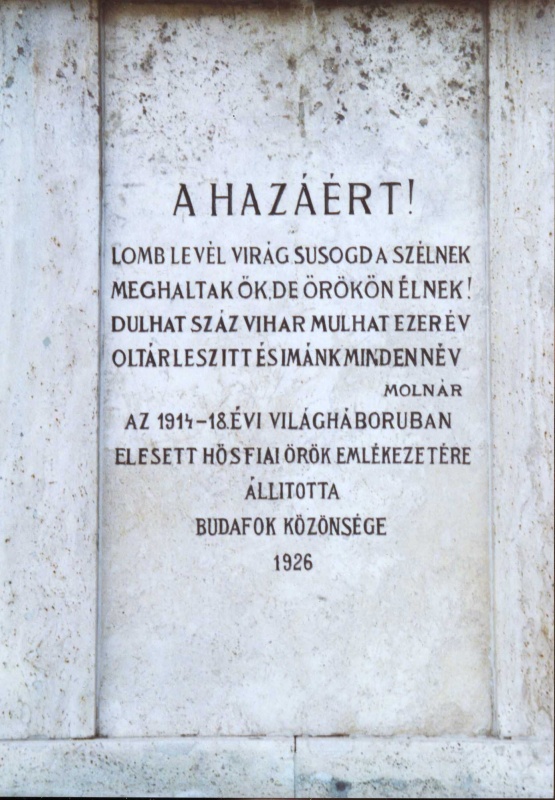 A HAZÁÉRT!
LOMB LEVÉL VIRÁG SUSOGD A SZÉLNEK
MEGHALTAK ŐK, DE ÖRÖKÖN ÉLNEK!
DULHAT SZÁZ VIHAR MULHAT EZER ÉV
OLTÁR LESZ ITT ÉS IMÁNK MINDEN NÉV
MOLNÁR
AZ 1914-18. ÉVI VILÁGHÁBORUBAN
ELESETT HŐS FIAI ÖRÖK EMLÉKEZETÉRE
ÁLLITOTTA
BUDAFOK KÖZÖNSÉGE
1926